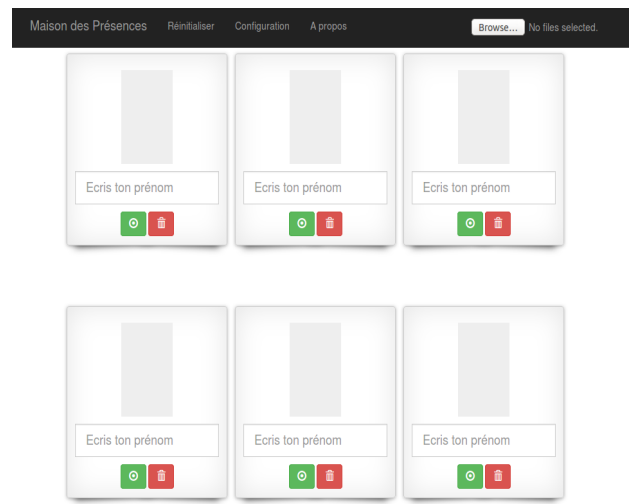 Maison des Présences Réinitialiser Configuration A propos Browse... No files selected.
Ecris ton prénom Ecris ton prénom Ecris ton prénom
Ecris ton prénom Ecris ton prénom Ecris ton prénom